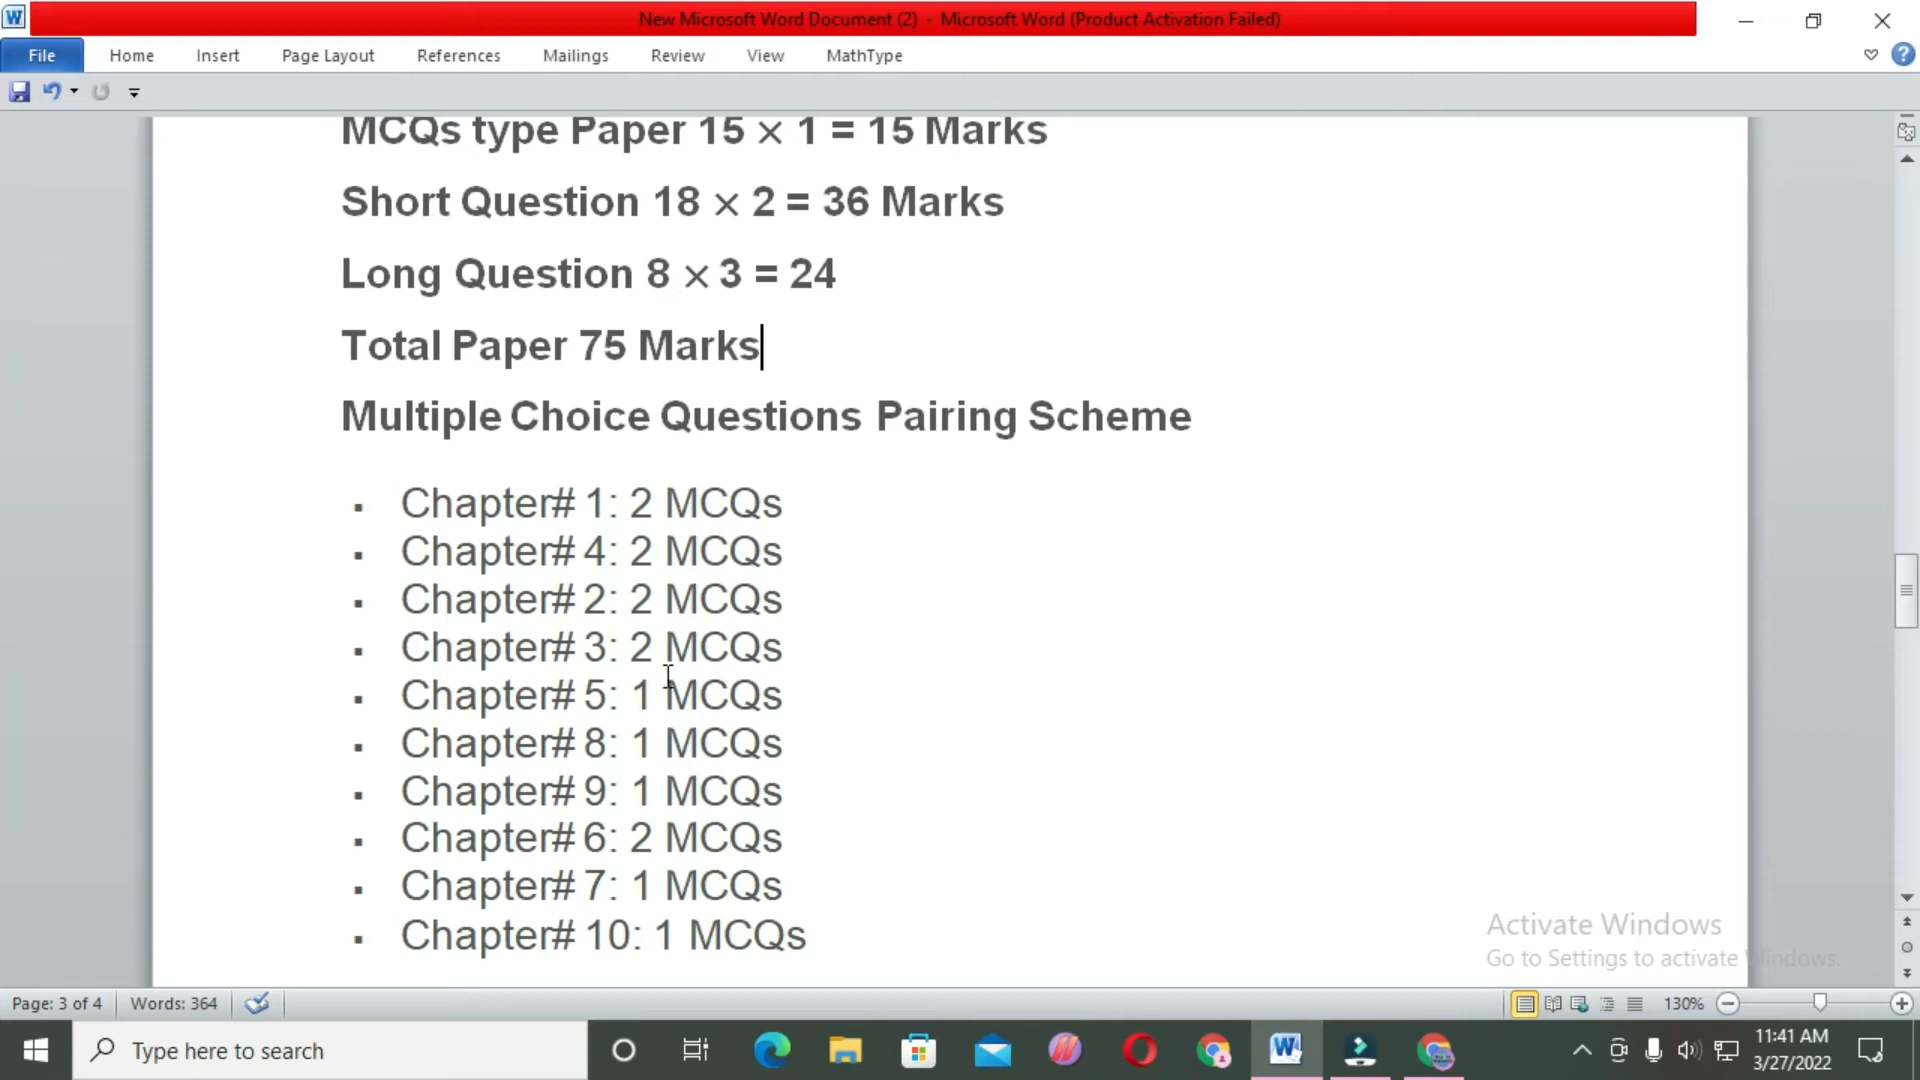 New Microsoft Word Document (2) - Microsoft Word (Product Activation Failed)
File Home Insert Page Layout References Mailings Review View MathType
MCQs type Paper 15 × 1 = 15 Marks
Short Question 18 × 2 = 36 Marks
Long Question 8 × 3 = 24
Total Paper 75 Marks
Multiple Choice Questions Pairing Scheme
▪ Chapter# 1: 2 MCQs
▪ Chapter# 4: 2 MCQs
▪ Chapter# 2: 2 MCQs
▪ Chapter# 3: 2 MCQs
▪ Chapter# 5: 1 MCQs
▪ Chapter# 8: 1 MCQs
▪ Chapter# 9: 1 MCQs
▪ Chapter# 6: 2 MCQs
▪ Chapter# 7: 1 MCQs
▪ Chapter# 10: 1 MCQs
Activate Windows
Go to Settings to activate Windows.
Page: 3 of 4 Words: 364 130%
Type here to search
11:41 AM
3/27/2022